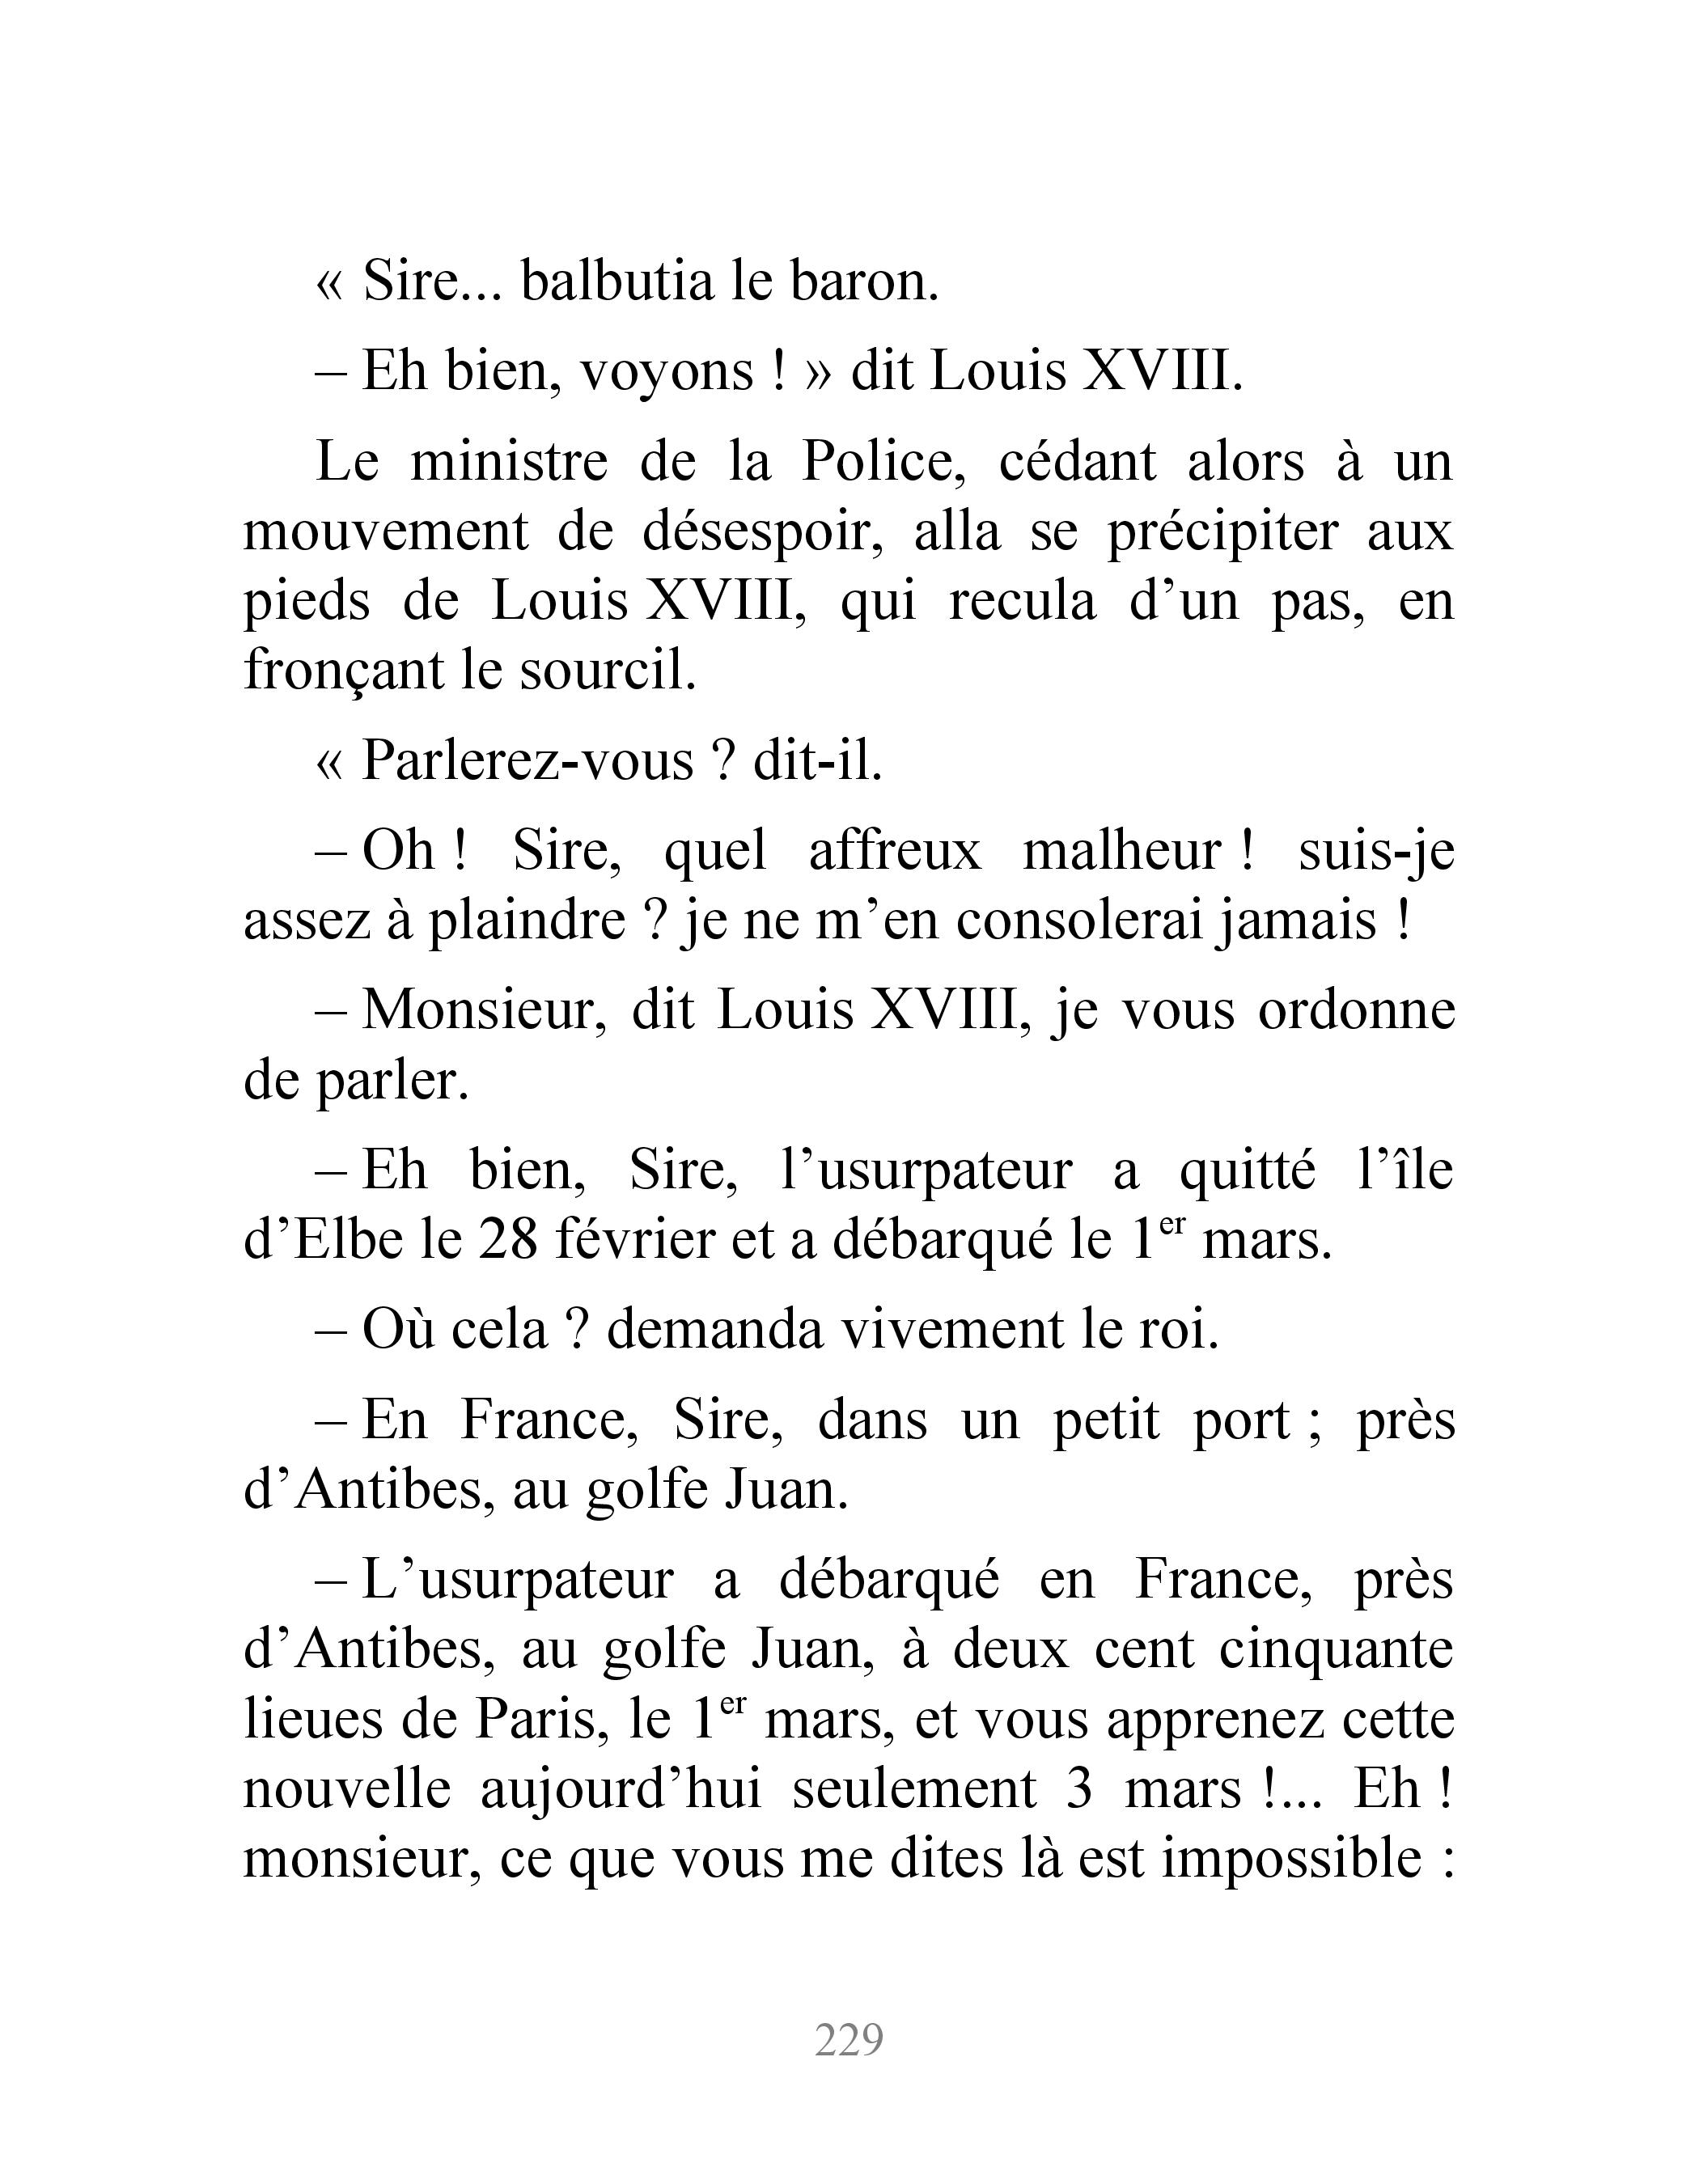 « Sire... balbutia le baron.
– Eh bien, voyons ! » dit Louis XVIII.
Le ministre de la Police, cédant alors à un
mouvement de désespoir, alla se précipiter aux
pieds de Louis XVIII, qui recula d’un pas, en
fronçant le sourcil.
« Parlerez-vous ? dit-il.
– Oh ! Sire, quel affreux malheur ! suis-je
assez à plaindre ? je ne m’en consolerai jamais !
– Monsieur, dit Louis XVIII, je vous ordonne
de parler.
– Eh bien, Sire, l’usurpateur a quitté l’île
d’Elbe le 28 février et a débarqué le 1er mars.
– Où cela ? demanda vivement le roi.
– En France, Sire, dans un petit port ; près
d’Antibes, au golfe Juan.
– L’usurpateur a débarqué en France, près
d’Antibes, au golfe Juan, à deux cent cinquante
lieues de Paris, le 1er mars, et vous apprenez cette
nouvelle aujourd’hui seulement 3 mars !... Eh !
monsieur, ce que vous me dites là est impossible :
229